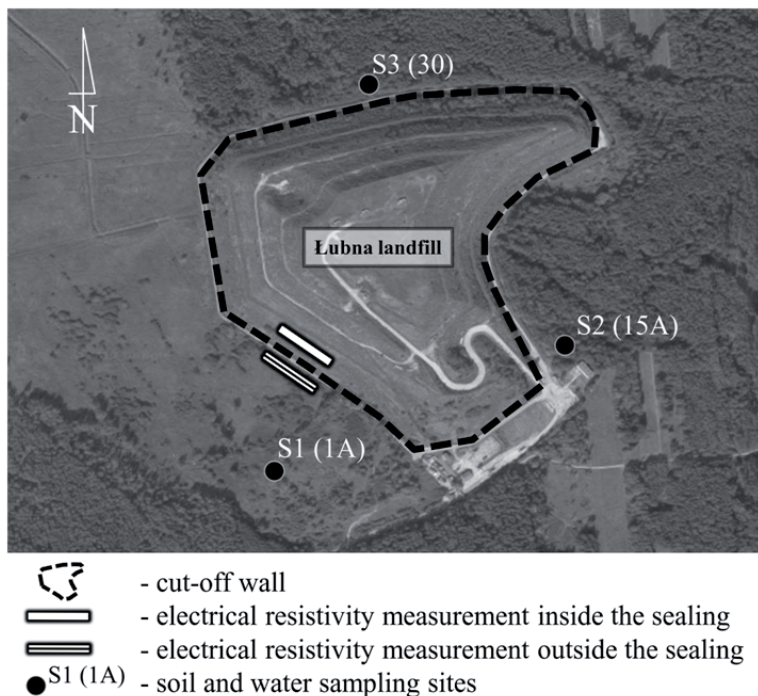 S3 (30)
N
Łubna landfill
S2 (15A)
S1 (1A)
- cut-off wall
- electrical resistivity measurement inside the sealing
- electrical resistivity measurement outside the sealing
S1 (1A) - soil and water sampling sites